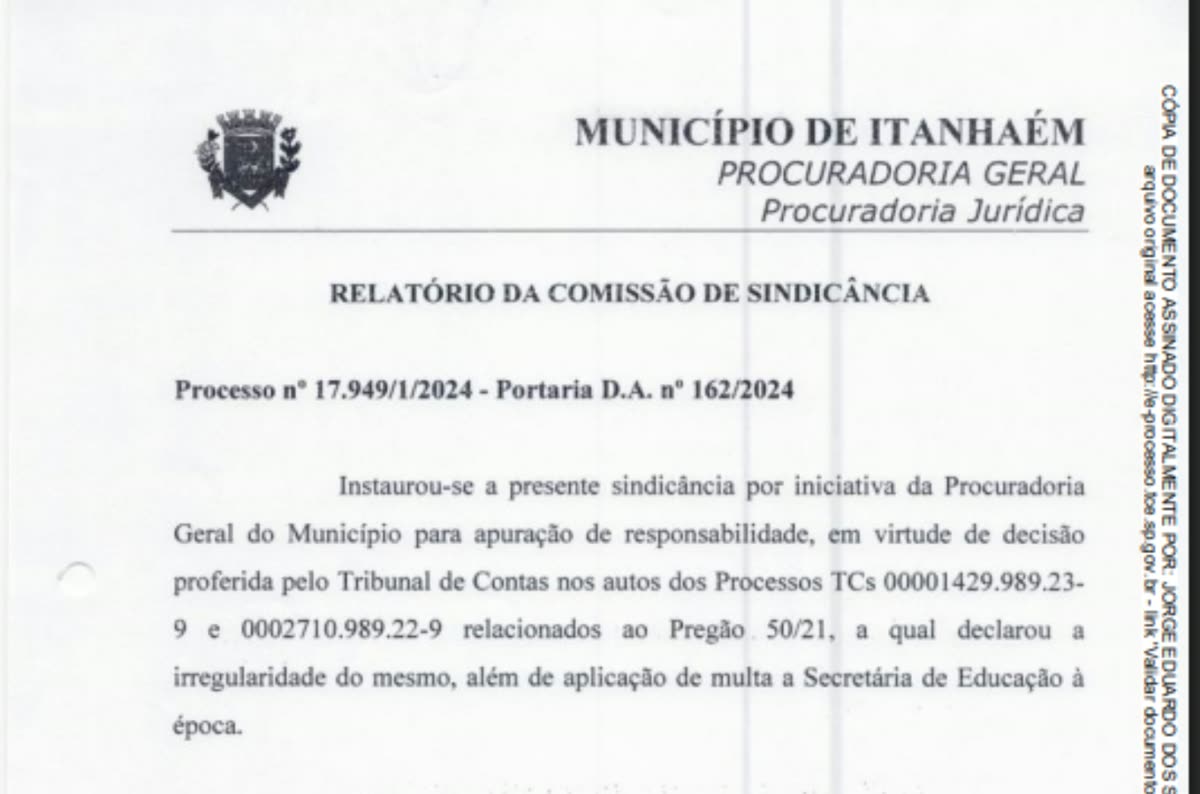 MUNICÍPIO DE ITANHAÉM
PROCURADORIA GERAL
Procuradoria Jurídica
RELATÓRIO DA COMISSÃO DE SINDICÂNCIA
Processo nº 17.949/1/2024 - Portaria D.A. nº 162/2024
Instaurou-se a presente sindicância por iniciativa da Procuradoria
Geral do Município para apuração de responsabilidade, em virtude de decisão
proferida pelo Tribunal de Contas nos autos dos Processos TCs 00001429.989.23-
9 e 0002710.989.22-9 relacionados ao Pregão 50/21, a qual declarou a
irregularidade do mesmo, além de aplicação de multa a Secretária de Educação à
época.
CÓPIA DE DOCUMENTO ASSINADO DIGITALMENTE POR: JORGE EDUARDO DOS S
arquivo original acesse http://e-processo.tce.sp.gov.br - link 'Validar documento